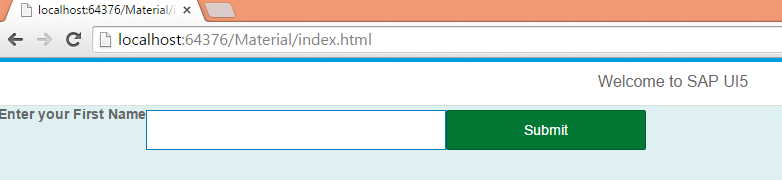 localhost:64376/Material/i
localhost:64376/Material/index.html
Welcome to SAP UI5
Enter your First Name
Submit